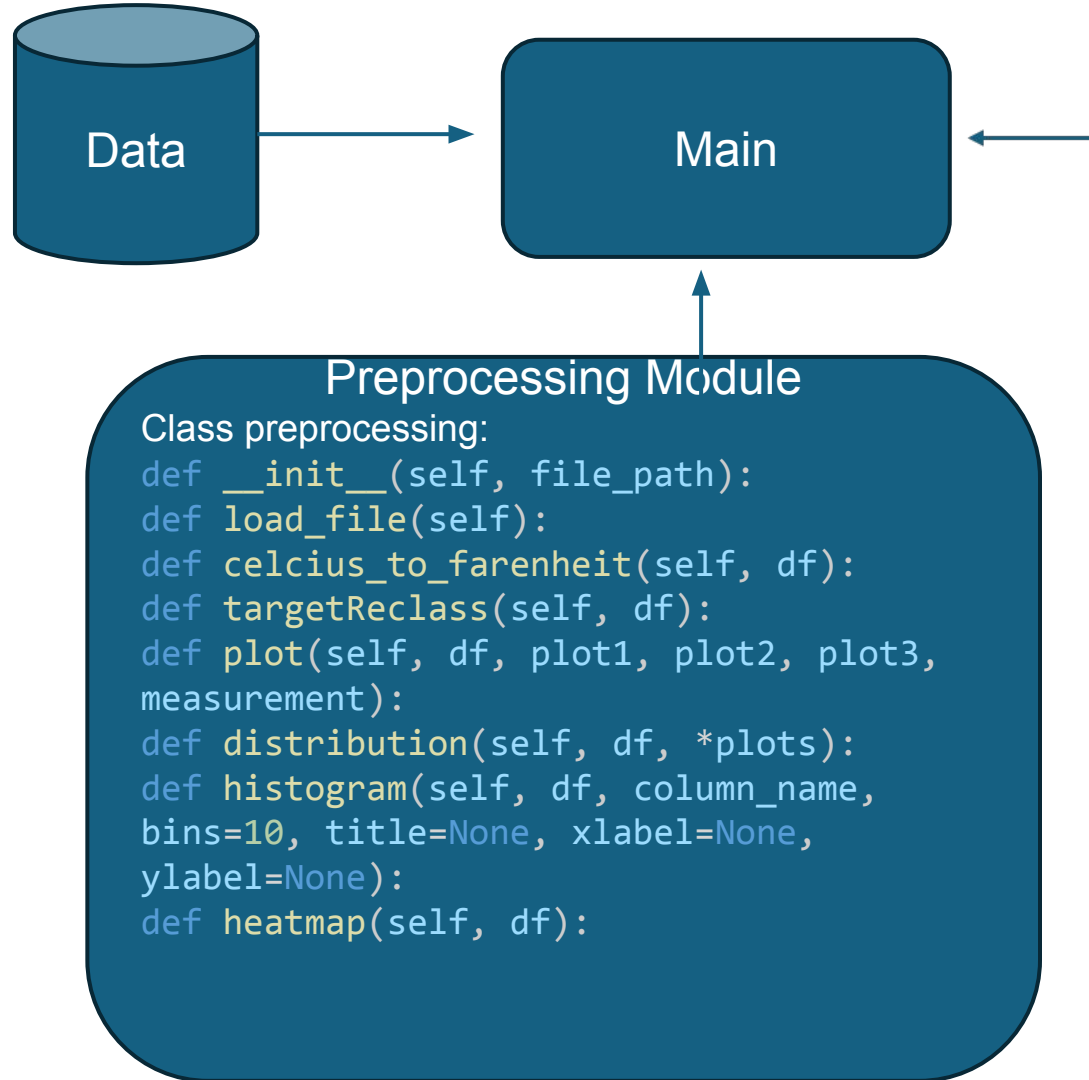 Data
Main
Preprocessing Module
Class preprocessing:
def __init__(self, file_path):
def load_file(self):
def celcius_to_farenheit(self, df):
def targetReclass(self, df):
def plot(self, df, plot1, plot2, plot3,
measurement):
def distribution(self, df, *plots):
def histogram(self, df, column_name,
bins=10, title=None, xlabel=None,
ylabel=None):
def heatmap(self, df):